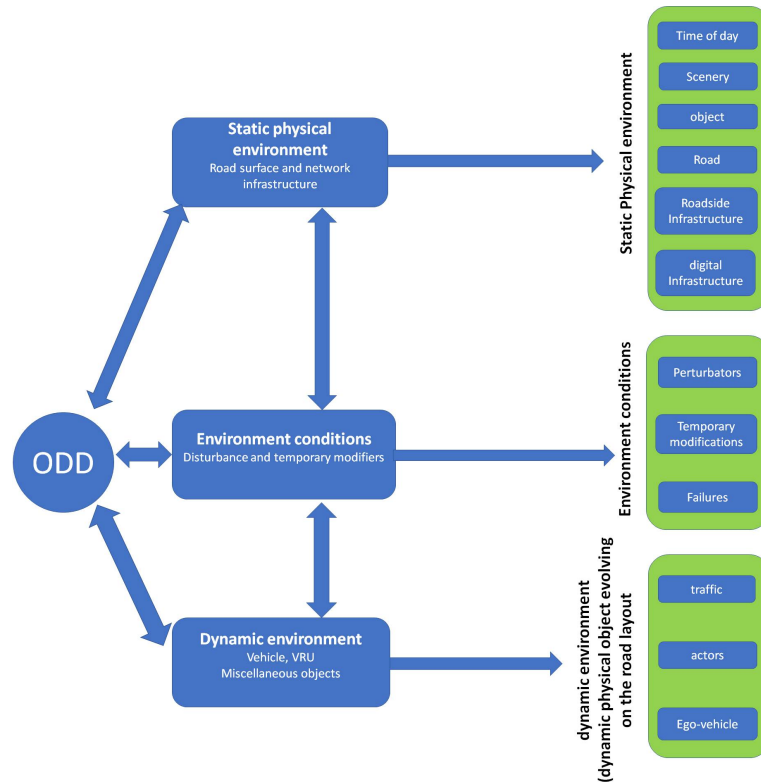 ODD
Static physical
environment
Road surface and network
infrastructure
Environment conditions
Disturbance and temporary modifiers
Dynamic environment
Vehicle, VRU
Miscellaneous objects
Static Physical environment
Time of day
Scenery
object
Road
Roadside
Infrastructure
digital
Infrastructure
Environment conditions
Perturbators
Temporary
modifications
Failures
dynamic environment
(dynamic physical object evolving
on the road layout
traffic
actors
Ego-vehicle